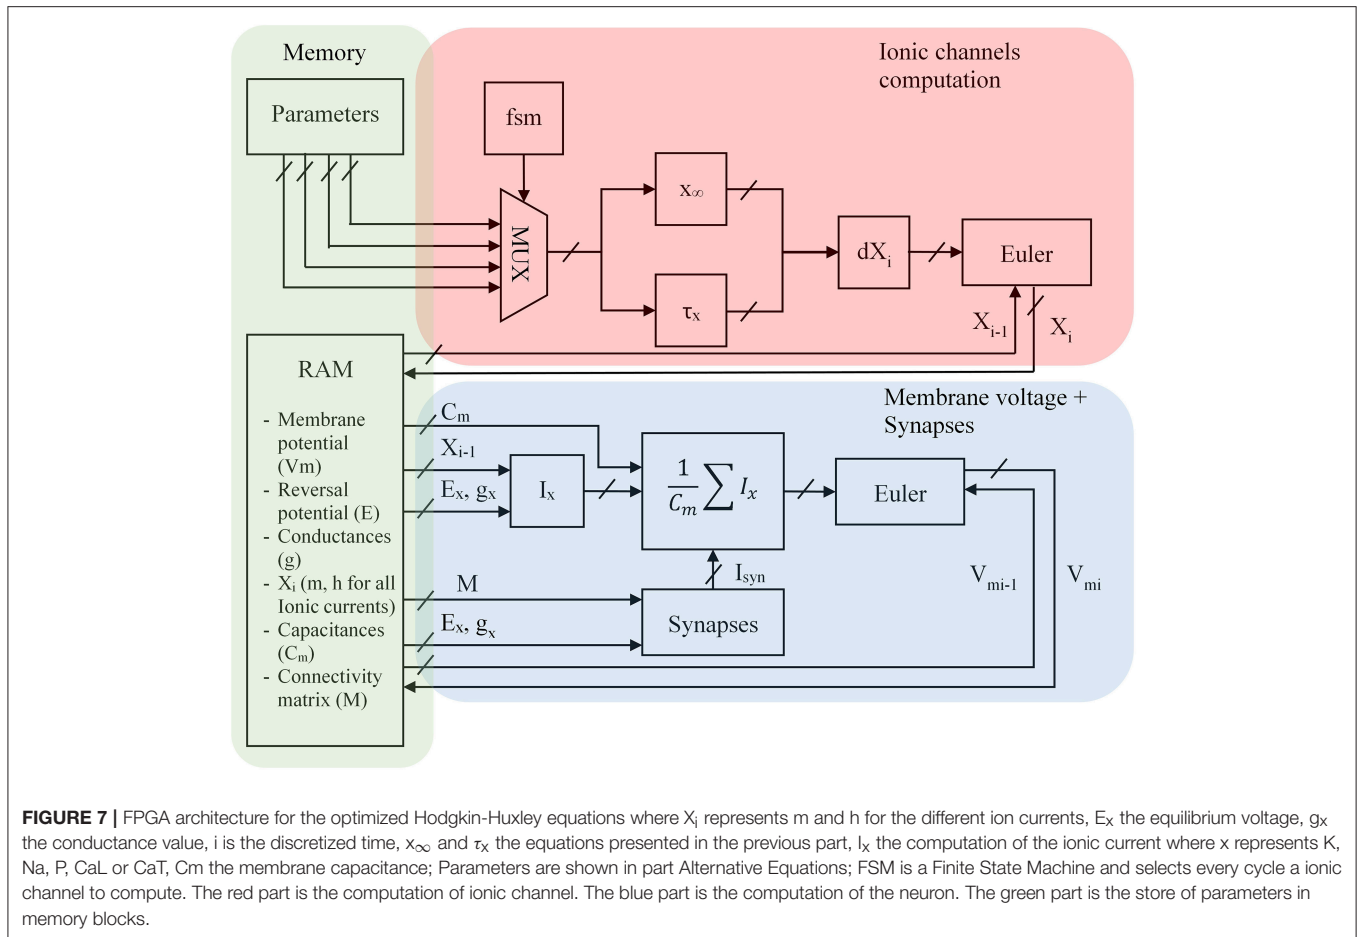 Memory
Ionic channels
computation
Parameters
fsm
MUX
x∞
τx
dXi
Euler
Xi-1
Xi
RAM
- Membrane
potential
(Vm)
- Reversal
potential (E)
- Conductances
(g)
- Xi (m, h for all
Ionic currents)
- Capacitances
(Cm)
- Connectivity
matrix (M)
Membrane voltage +
Synapses
Cm
Xi-1
Ex, gx
Ix
1/Cm ∑ Ix
Euler
Isyn
M
Ex, gx
Synapses
Vmi-1
Vmi
FIGURE 7 | FPGA architecture for the optimized Hodgkin-Huxley equations where Xi represents m and h for the different ion currents, Ex the equilibrium voltage, gx
the conductance value, i is the discretized time, x∞ and τx the equations presented in the previous part, Ix the computation of the ionic current where x represents K,
Na, P, CaL or CaT, Cm the membrane capacitance; Parameters are shown in part Alternative Equations; FSM is a Finite State Machine and selects every cycle a ionic
channel to compute. The red part is the computation of ionic channel. The blue part is the computation of the neuron. The green part is the store of parameters in
memory blocks.